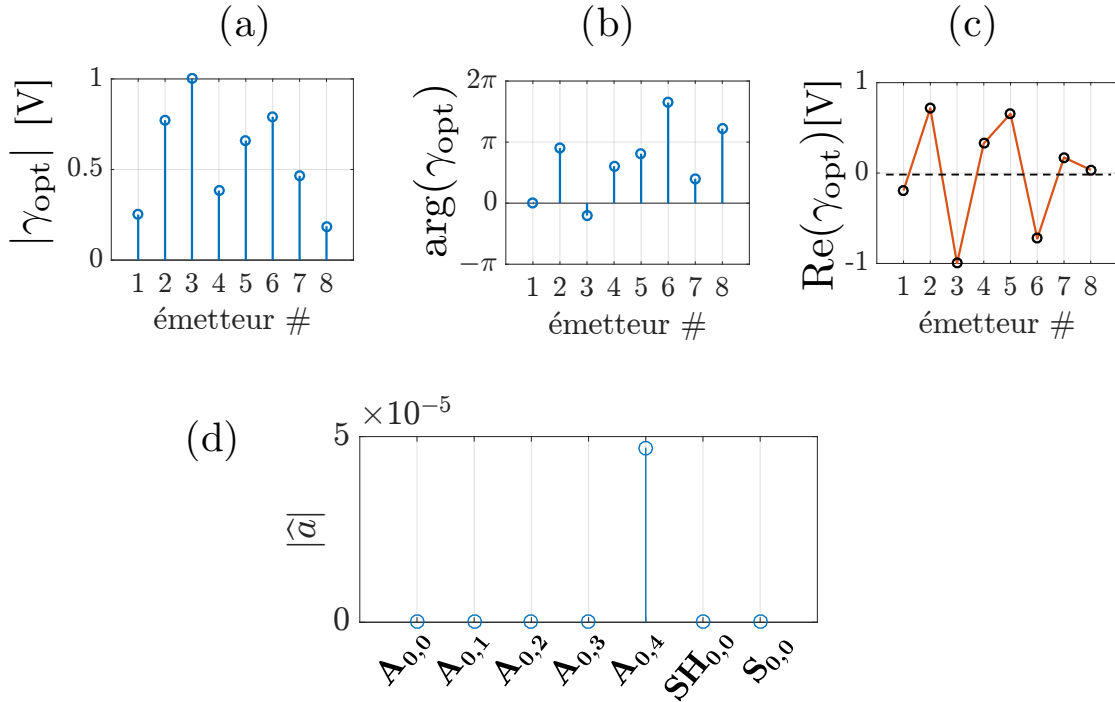 (a)
|γopt| [V]
1
0.5
0
1 2 3 4 5 6 7 8
émetteur #
(b)
arg(γopt)
2π
π
0
−π
1 2 3 4 5 6 7 8
émetteur #
(c)
Re(γopt)[V]
1
0
-1
1 2 3 4 5 6 7 8
émetteur #
(d)
|â|
×10⁻⁵
5
0
A0,0 A0,1 A0,2 A0,3 A0,4 SH0,0 S0,0